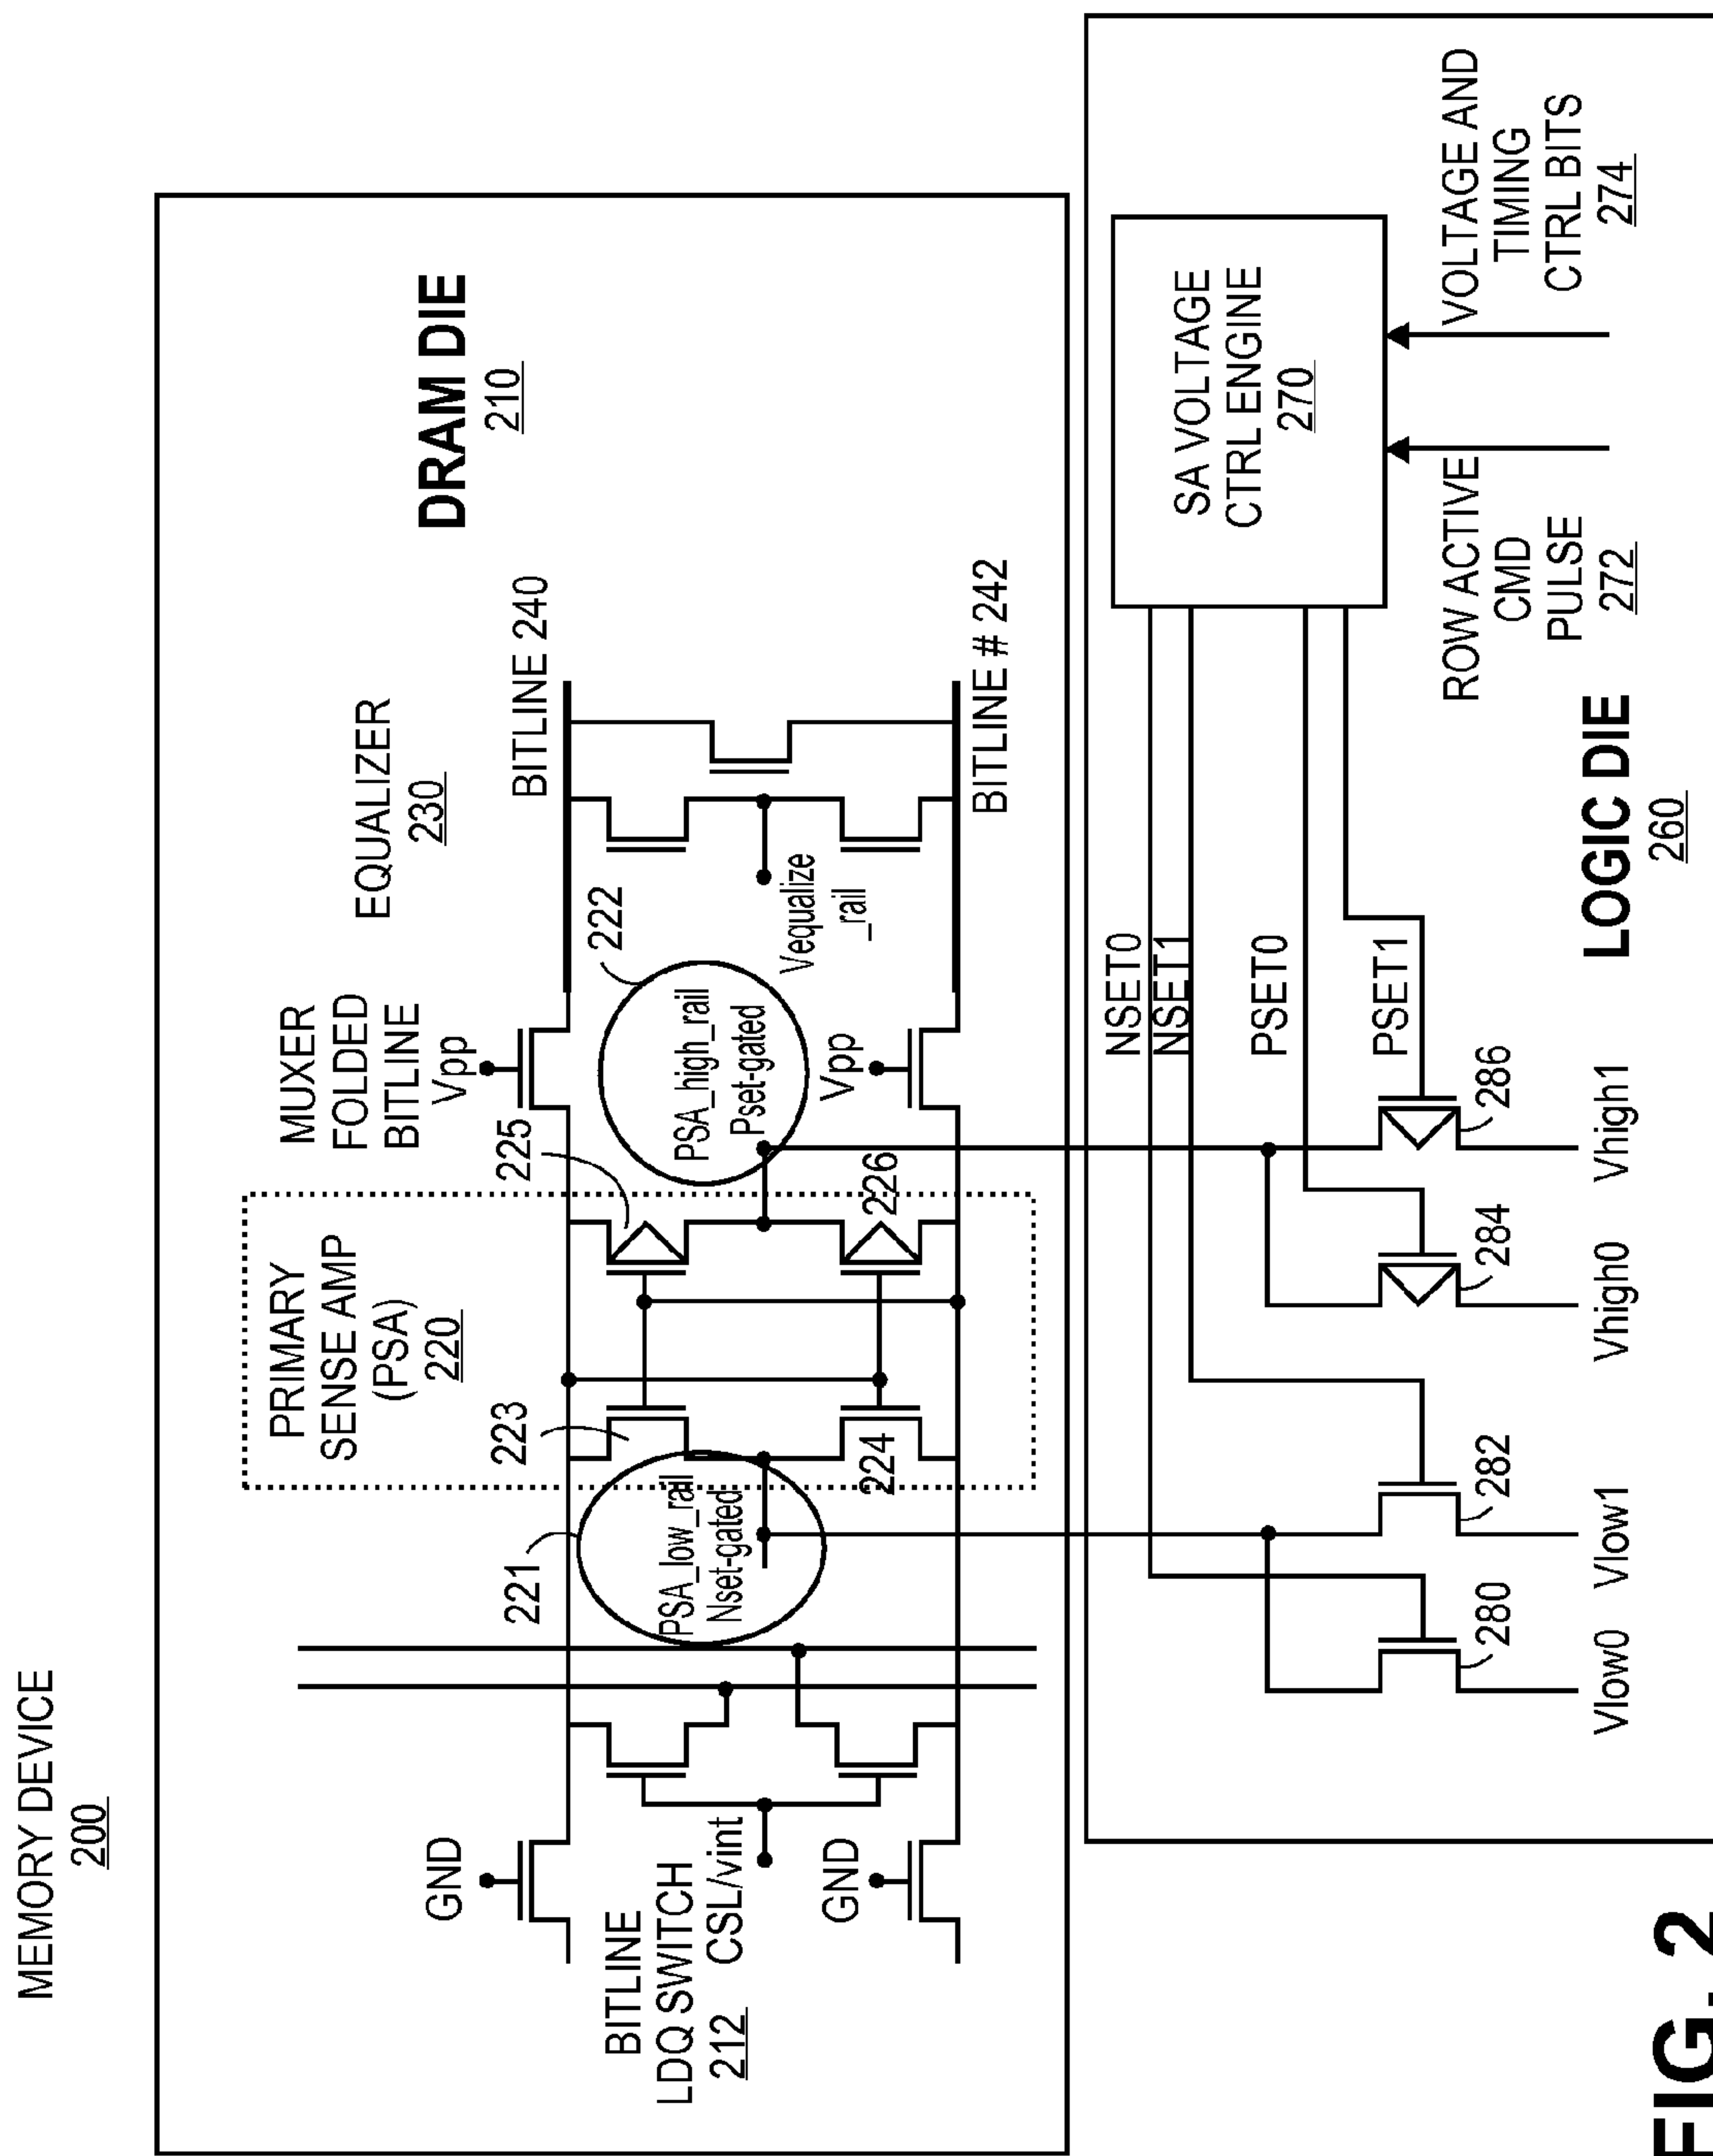 MEMORY DEVICE
200
DRAM DIE
210
EQUALIZER
230
MUXER
FOLDED
BITLINE
Vpp
PRIMARY
SENSE AMP
(PSA)
220
BITLINE 240
BITLINE # 242
GND
BITLINE
LDQ SWITCH
212
CSL/vint
GND
221
PSA_low_rail
Nset-gated
223
224
225
226
222
PSA_high_rail
Pset-gated
Vpp
Vequalize
_rail
NSET0
NSET1
PSET0
PSET1
SA VOLTAGE
CTRL ENGINE
270
ROW ACTIVE
CMD
PULSE
272
VOLTAGE AND
TIMING
CTRL BITS
274
280
282
284
286
Vlow0
Vlow1
Vhigh0
Vhigh1
LOGIC DIE
260
FIG. 2